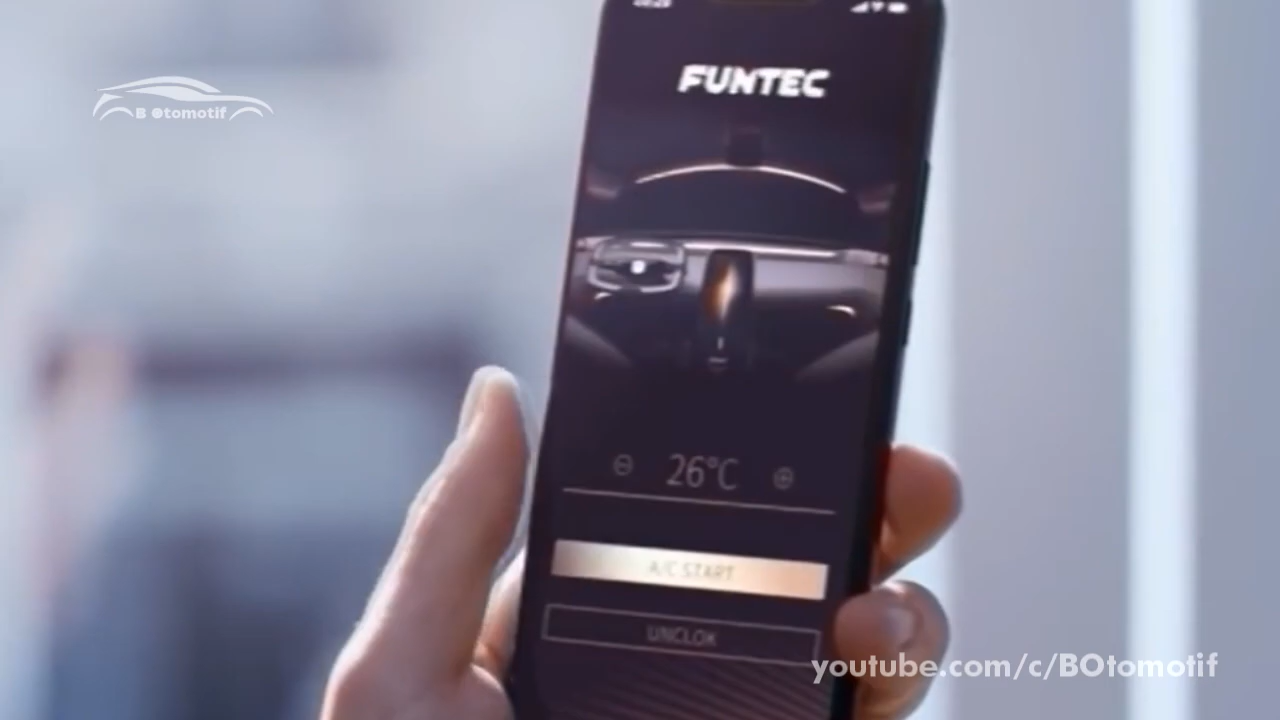 B Otomotif
FUNTEC
26°C
A/C START
UNCLOK
youtube.com/c/BOtomotif